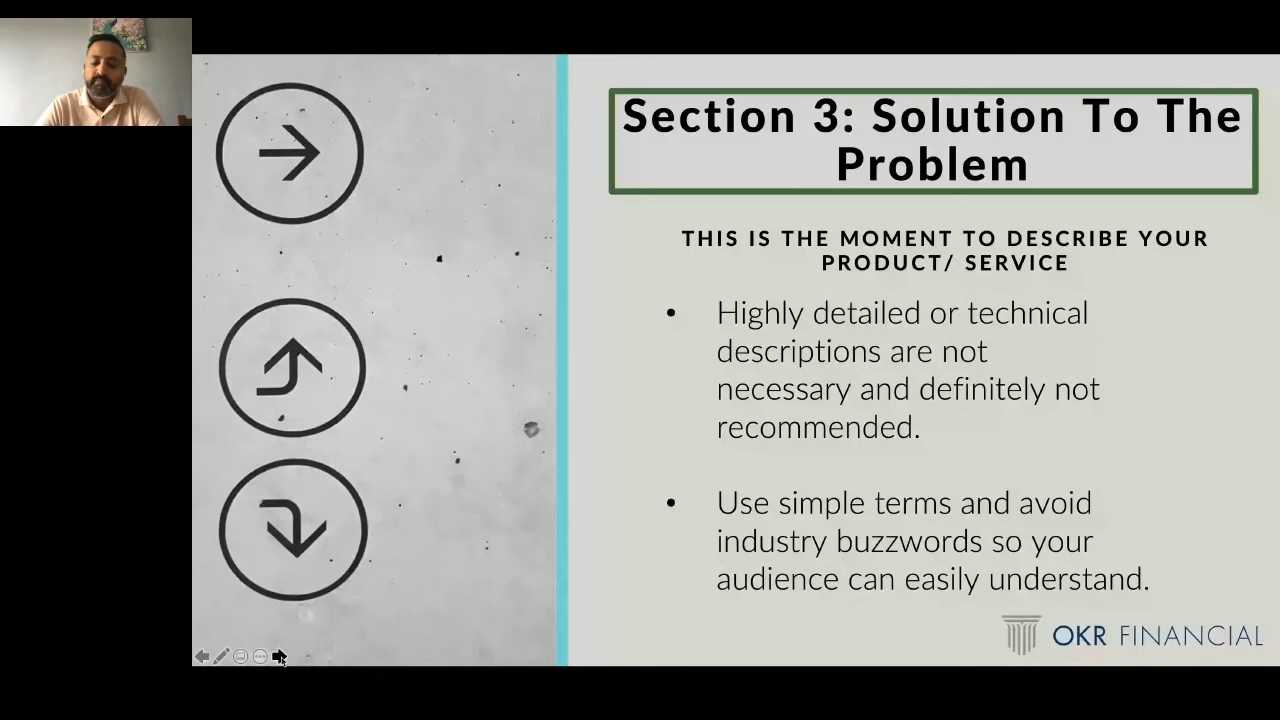 Section 3: Solution To The
Problem
THIS IS THE MOMENT TO DESCRIBE YOUR
PRODUCT/ SERVICE
• Highly detailed or technical
descriptions are not
necessary and definitely not
recommended.
• Use simple terms and avoid
industry buzzwords so your
audience can easily understand.
OKR FINANCIAL